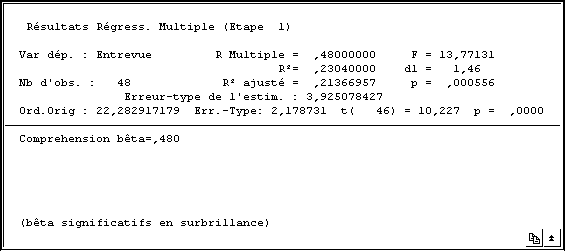 Résultats Régress. Multiple (Etape 1)
Var dép. : Entrevue R Multiple = ,48000000 F = 13,77131
R²= ,23040000 dl = 1,46
Nb d'obs. : 48 R² ajusté = ,21366957 p = ,000556
Erreur-type de l'estim. : 3,925078427
Ord.Orig : 22,282917179 Err.-Type: 2,178731 t( 46) = 10,227 p = ,0000
Comprehension bêta=,480
(bêta significatifs en surbrillance)